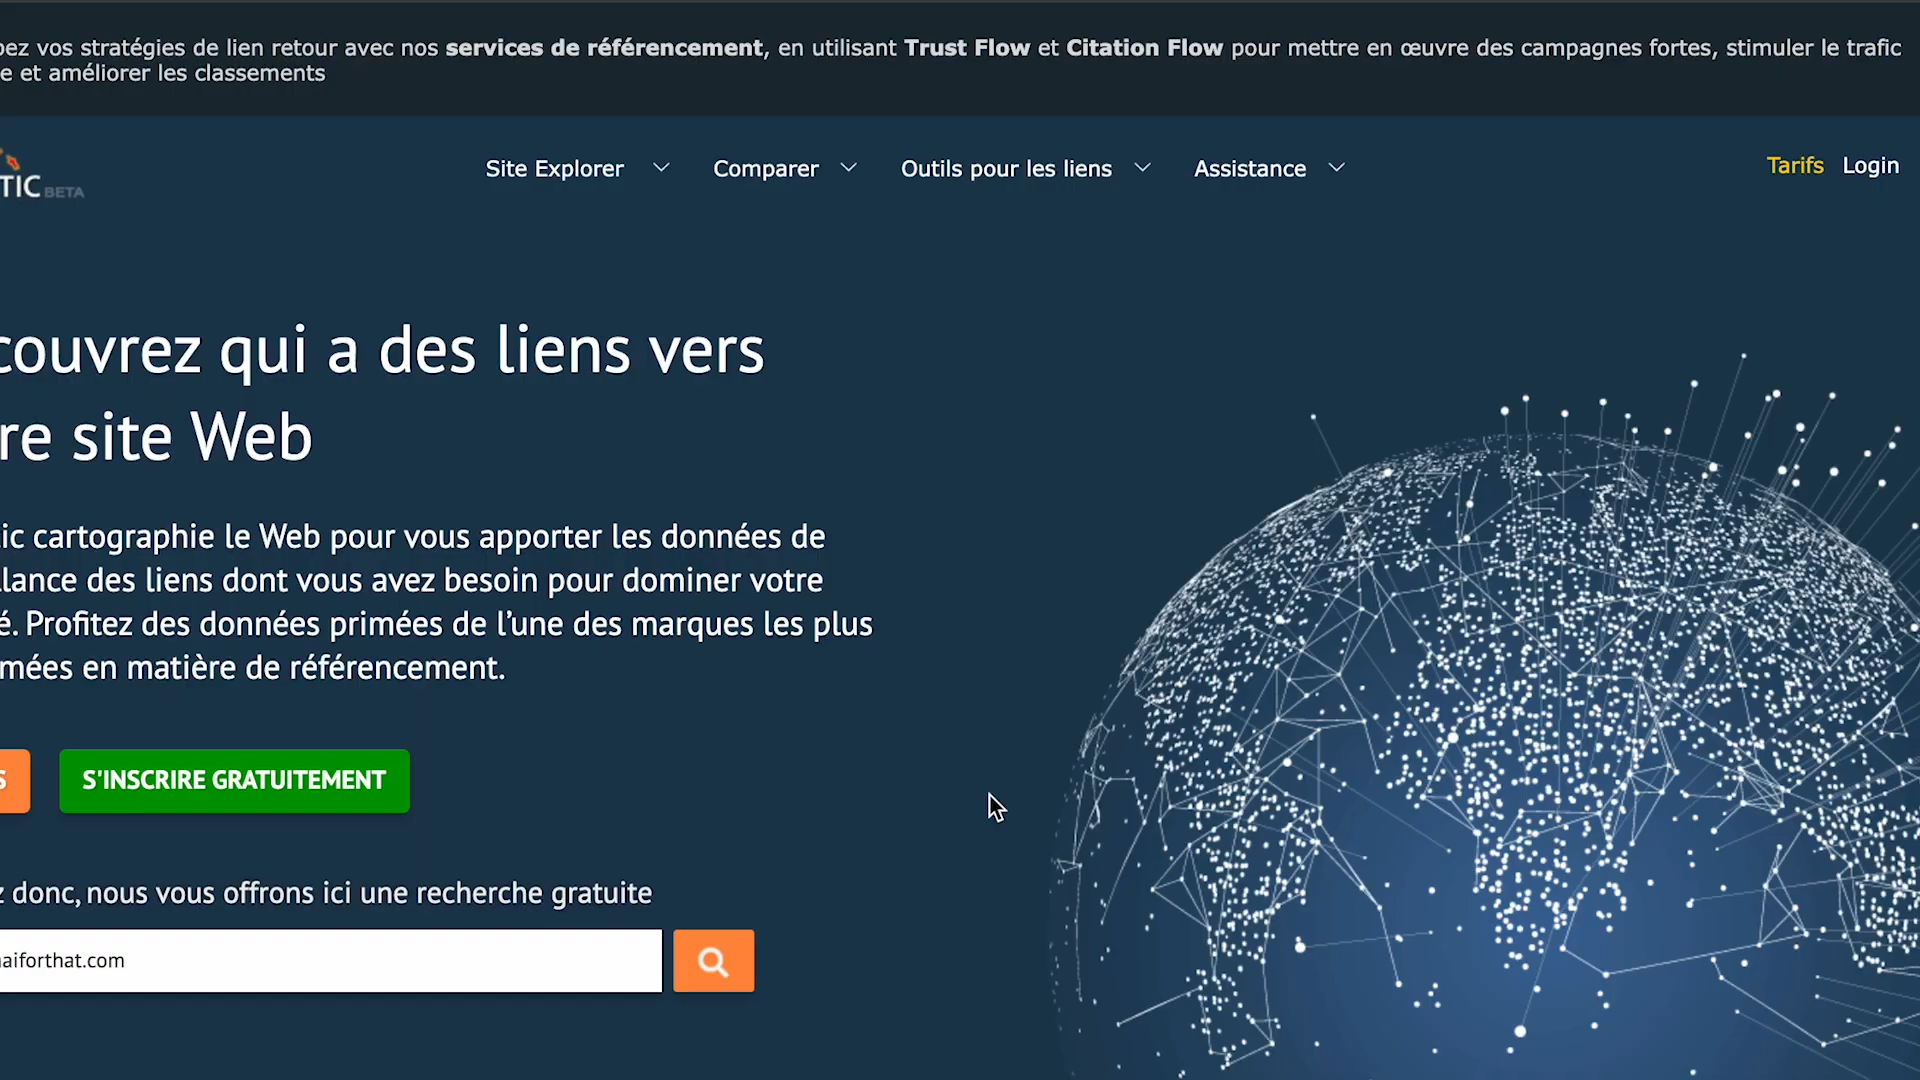 vos stratégies de lien retour avec nos services de référencement, en utilisant Trust Flow et Citation Flow pour mettre en œuvre des campagnes fortes, stimuler le trafic
et améliorer les classements
TIC BETA
Site Explorer
Comparer
Outils pour les liens
Assistance
Tarifs
Login
couvrez qui a des liens vers
re site Web
ic cartographie le Web pour vous apporter les données de
llance des liens dont vous avez besoin pour dominer votre
é. Profitez des données primées de l’une des marques les plus
mées en matière de référencement.
S'INSCRIRE GRATUITEMENT
z donc, nous vous offrons ici une recherche gratuite
aiforthat.com